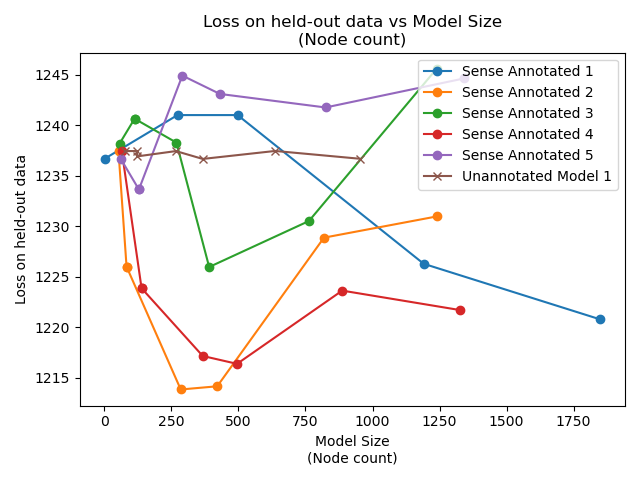 Loss on held-out data vs Model Size
(Node count)
Loss on held-out data
1245
1240
1235
1230
1225
1220
1215
Sense Annotated 1
Sense Annotated 2
Sense Annotated 3
Sense Annotated 4
Sense Annotated 5
Unannotated Model 1
0
250
500
750
1000
1250
1500
1750
Model Size
(Node count)